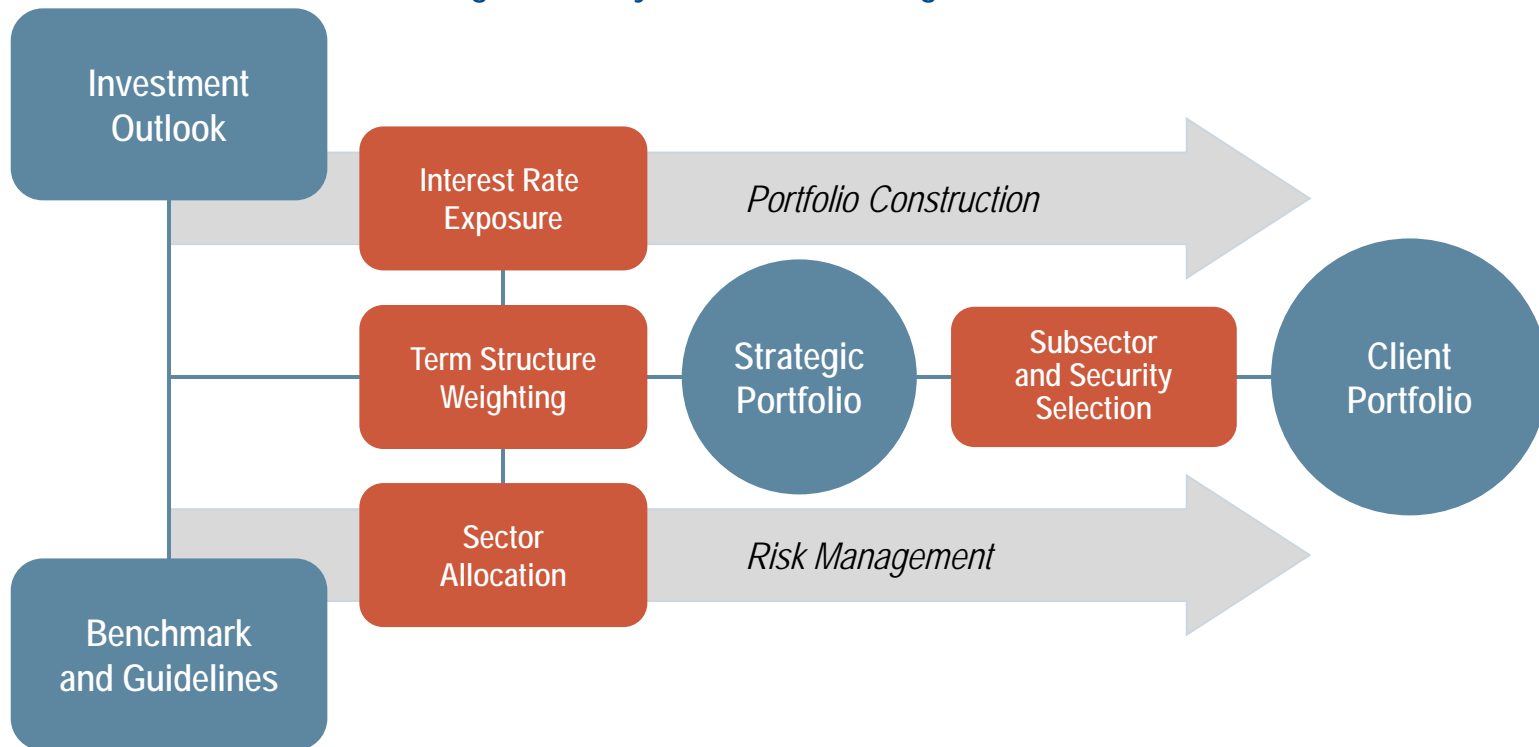 Investment
Outlook
Interest Rate
Exposure
Portfolio Construction
Term Structure
Weighting
Strategic
Portfolio
Subsector
and Security
Selection
Client
Portfolio
Sector
Allocation
Risk Management
Benchmark
and Guidelines